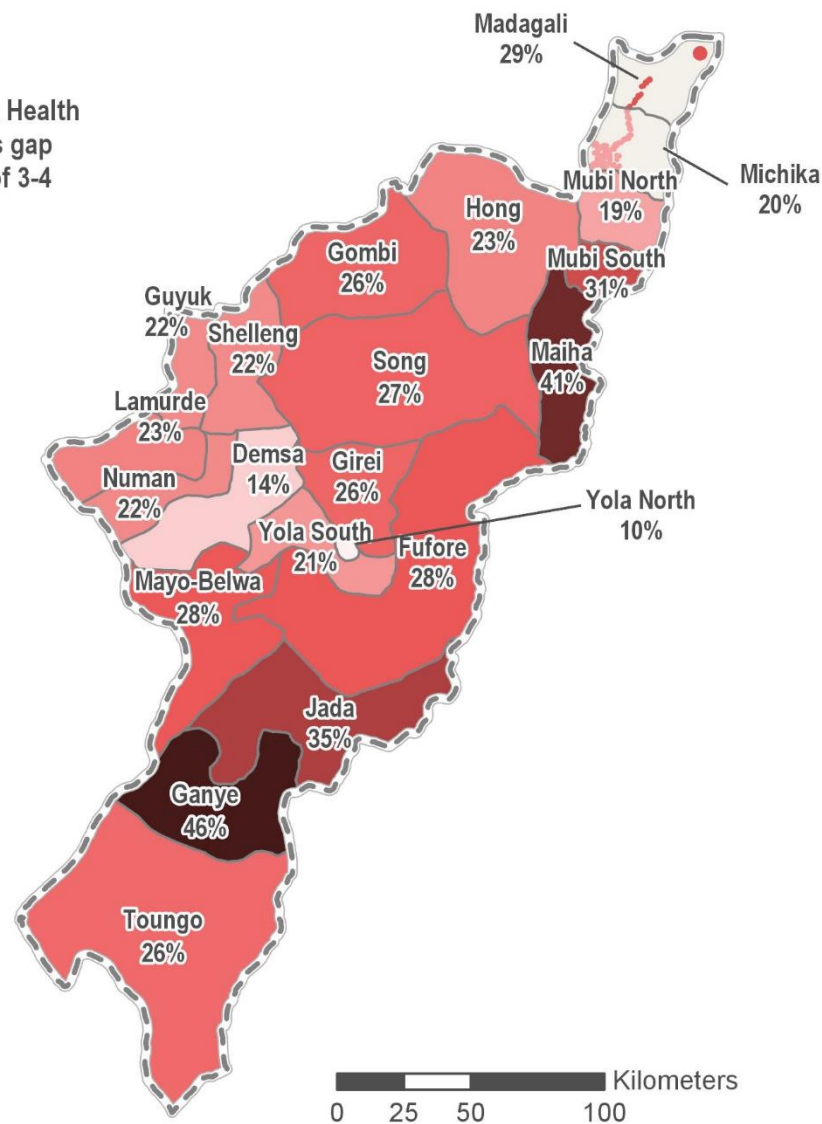 Madagali
29%
Health
s gap
of 3-4
Michika
20%
Mubi North
19%
Hong
23%
Gombi
26%
Mubi South
31%
Guyuk
22%
Shelleng
22%
Maiha
41%
Song
27%
Lamurde
23%
Demsa
14%
Girei
26%
Numan
22%
Yola North
10%
Yola South
21%
Fufore
28%
Mayo-Belwa
28%
Jada
35%
Ganye
46%
Toungo
26%
Kilometers
0 25 50 100